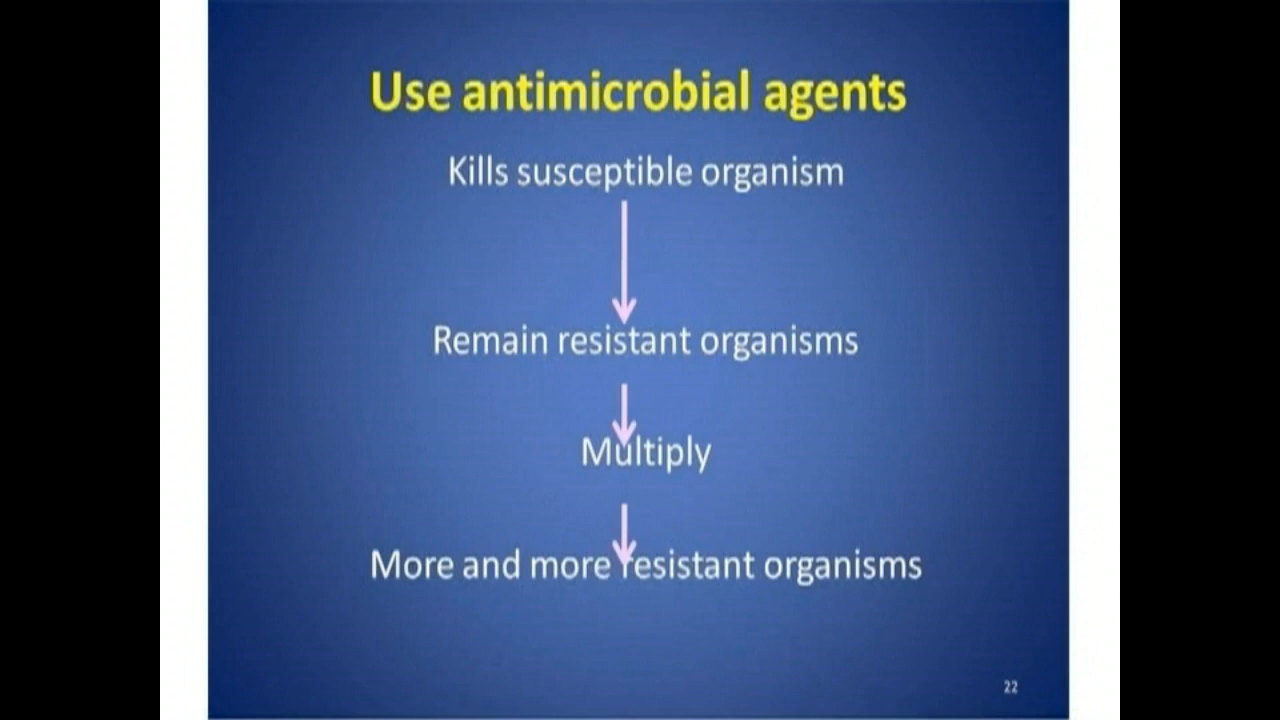 Use antimicrobial agents
Kills susceptible organism
Remain resistant organisms
Multiply
More and more resistant organisms
22